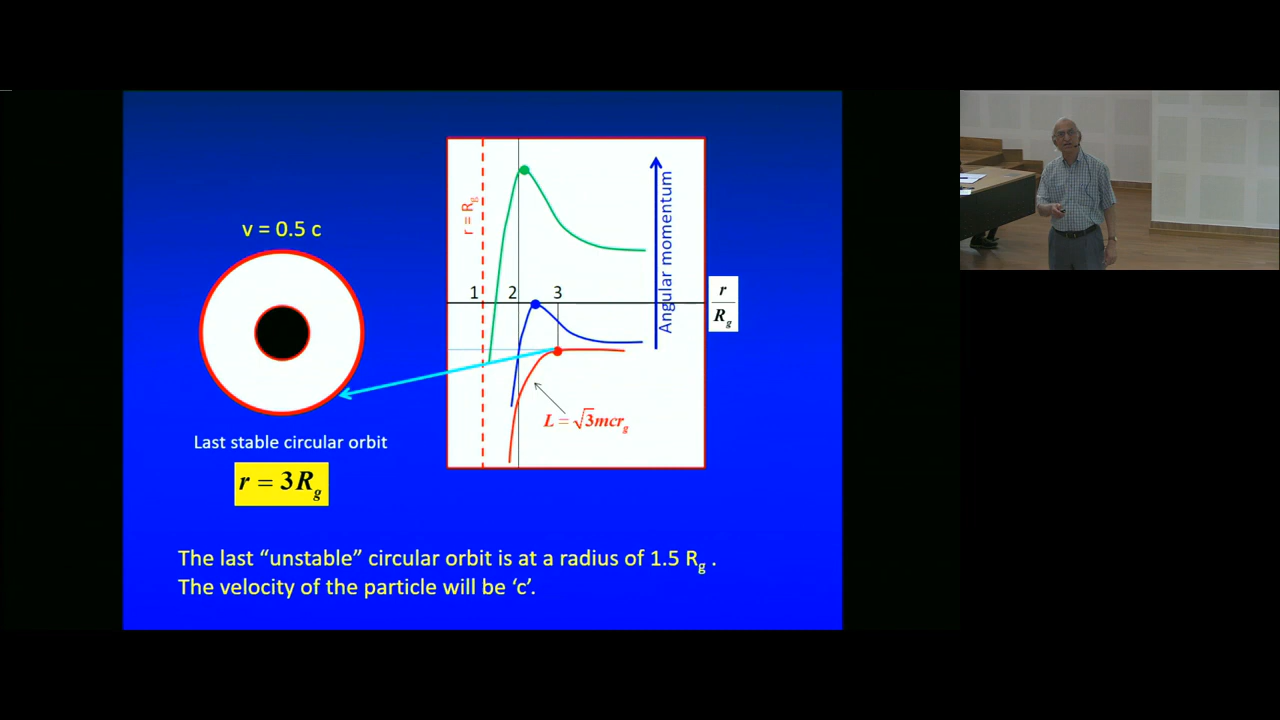 v = 0.5 c
Last stable circular orbit
r = 3R_g
r = R_g
1 2 3
Angular momentum
r/R_g
L = √3mcr_g
The last “unstable” circular orbit is at a radius of 1.5 R_g .
The velocity of the particle will be ‘c’.